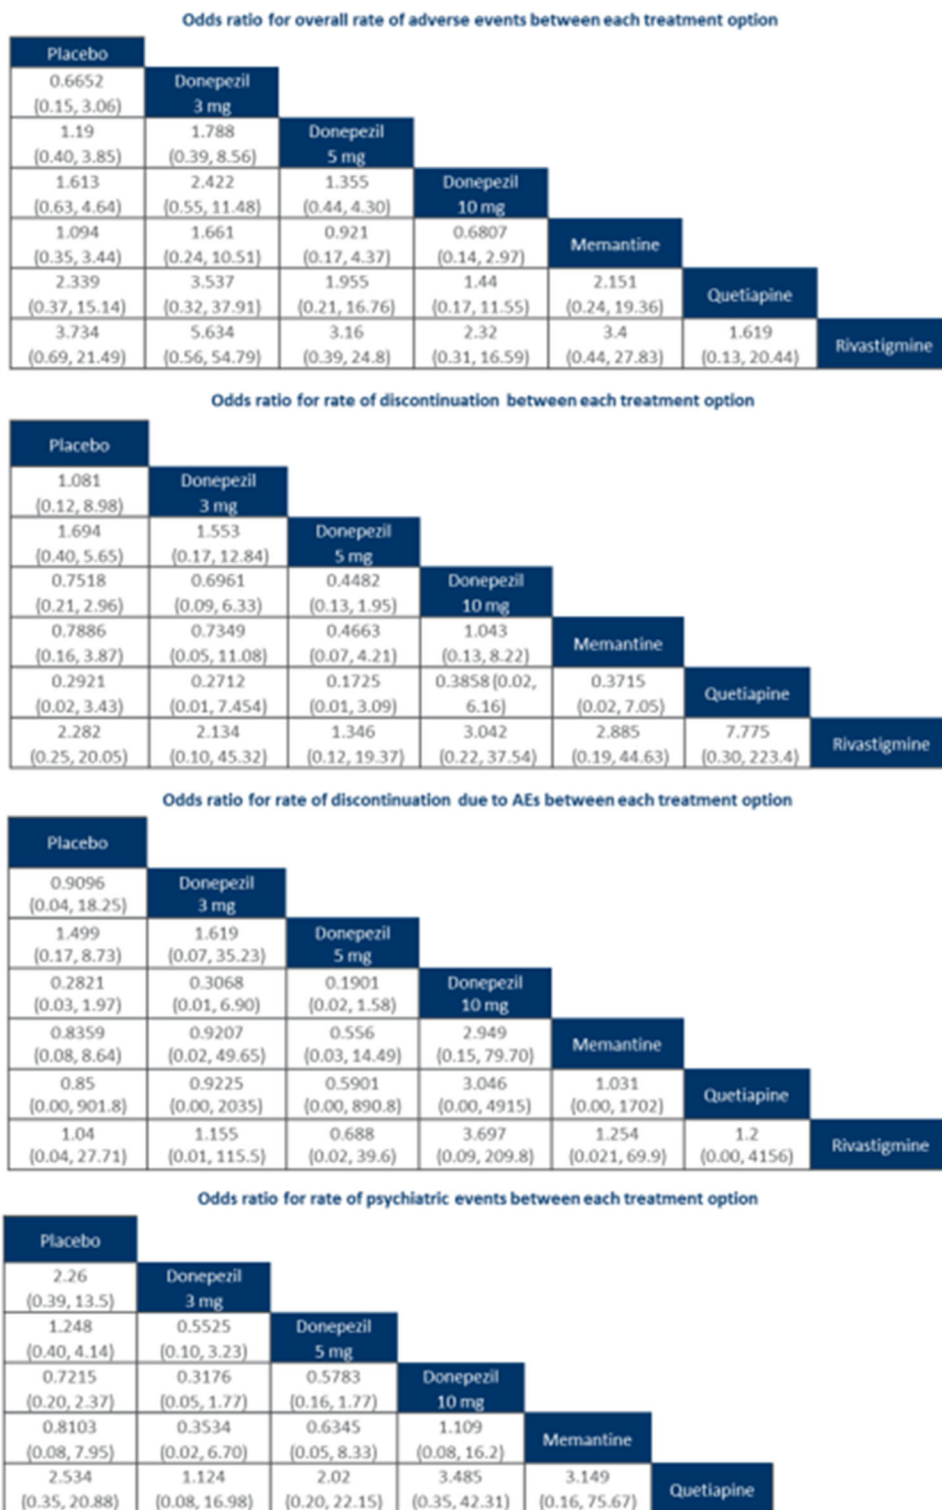 Odds ratio for overall rate of adverse events between each treatment option
Placebo
0.6652 Donepezil
(0.15, 3.06) 3 mg
1.19 1.788 Donepezil
(0.40, 3.85) (0.39, 8.56) 5 mg
1.613 2.422 1.355 Donepezil
(0.63, 4.64) (0.55, 11.48) (0.44, 4.30) 10 mg
1.094 1.661 0.921 0.6807 Memantine
(0.35, 3.44) (0.24, 10.51) (0.17, 4.37) (0.14, 2.97)
2.339 3.537 1.955 1.44 2.151 Quetiapine
(0.37, 15.14) (0.32, 37.91) (0.21, 16.76) (0.17, 11.55) (0.24, 19.36)
3.734 5.634 3.16 2.32 3.4 1.619 Rivastigmine
(0.69, 21.49) (0.56, 54.79) (0.39, 24.8) (0.31, 16.59) (0.44, 27.83) (0.13, 20.44)
Odds ratio for rate of discontinuation between each treatment option
Placebo
1.081 Donepezil
(0.12, 8.98) 3 mg
1.694 1.553 Donepezil
(0.40, 5.65) (0.17, 12.84) 5 mg
0.7518 0.6961 0.4482 Donepezil
(0.21, 2.96) (0.09, 6.33) (0.13, 1.95) 10 mg
0.7886 0.7349 0.4663 1.043 Memantine
(0.16, 3.87) (0.05, 11.08) (0.07, 4.21) (0.13, 8.22)
0.2921 0.2712 0.1725 0.3858 (0.02, 0.3715 Quetiapine
(0.02, 3.43) (0.01, 7.454) (0.01, 3.09) 6.16) (0.02, 7.05)
2.282 2.134 1.346 3.042 2.885 7.775 Rivastigmine
(0.25, 20.05) (0.10, 45.32) (0.12, 19.37) (0.22, 37.54) (0.19, 44.63) (0.30, 223.4)
Odds ratio for rate of discontinuation due to AEs between each treatment option
Placebo
0.9096 Donepezil
(0.04, 18.25) 3 mg
1.499 1.619 Donepezil
(0.17, 8.73) (0.07, 35.23) 5 mg
0.2821 0.3068 0.1901 Donepezil
(0.03, 1.97) (0.01, 6.90) (0.02, 1.58) 10 mg
0.8359 0.9207 0.556 2.949 Memantine
(0.08, 8.64) (0.02, 49.65) (0.03, 14.49) (0.15, 79.70)
0.85 0.9225 0.5901 3.046 1.031 Quetiapine
(0.00, 901.8) (0.00, 2035) (0.00, 890.8) (0.00, 4915) (0.00, 1702)
1.04 1.155 0.688 3.697 1.254 1.2 Rivastigmine
(0.04, 27.71) (0.01, 115.5) (0.02, 39.6) (0.09, 209.8) (0.021, 69.9) (0.00, 4156)
Odds ratio for rate of psychiatric events between each treatment option
Placebo
2.26 Donepezil
(0.39, 13.5) 3 mg
1.248 0.5525 Donepezil
(0.40, 4.14) (0.10, 3.23) 5 mg
0.7215 0.3176 0.5783 Donepezil
(0.20, 2.37) (0.05, 1.77) (0.16, 1.77) 10 mg
0.8103 0.3534 0.6345 1.109 Memantine
(0.08, 7.95) (0.02, 6.70) (0.05, 8.33) (0.08, 16.2)
2.534 1.124 2.02 3.485 3.149 Quetiapine
(0.35, 20.88) (0.08, 16.98) (0.20, 22.15) (0.35, 42.31) (0.16, 75.67)